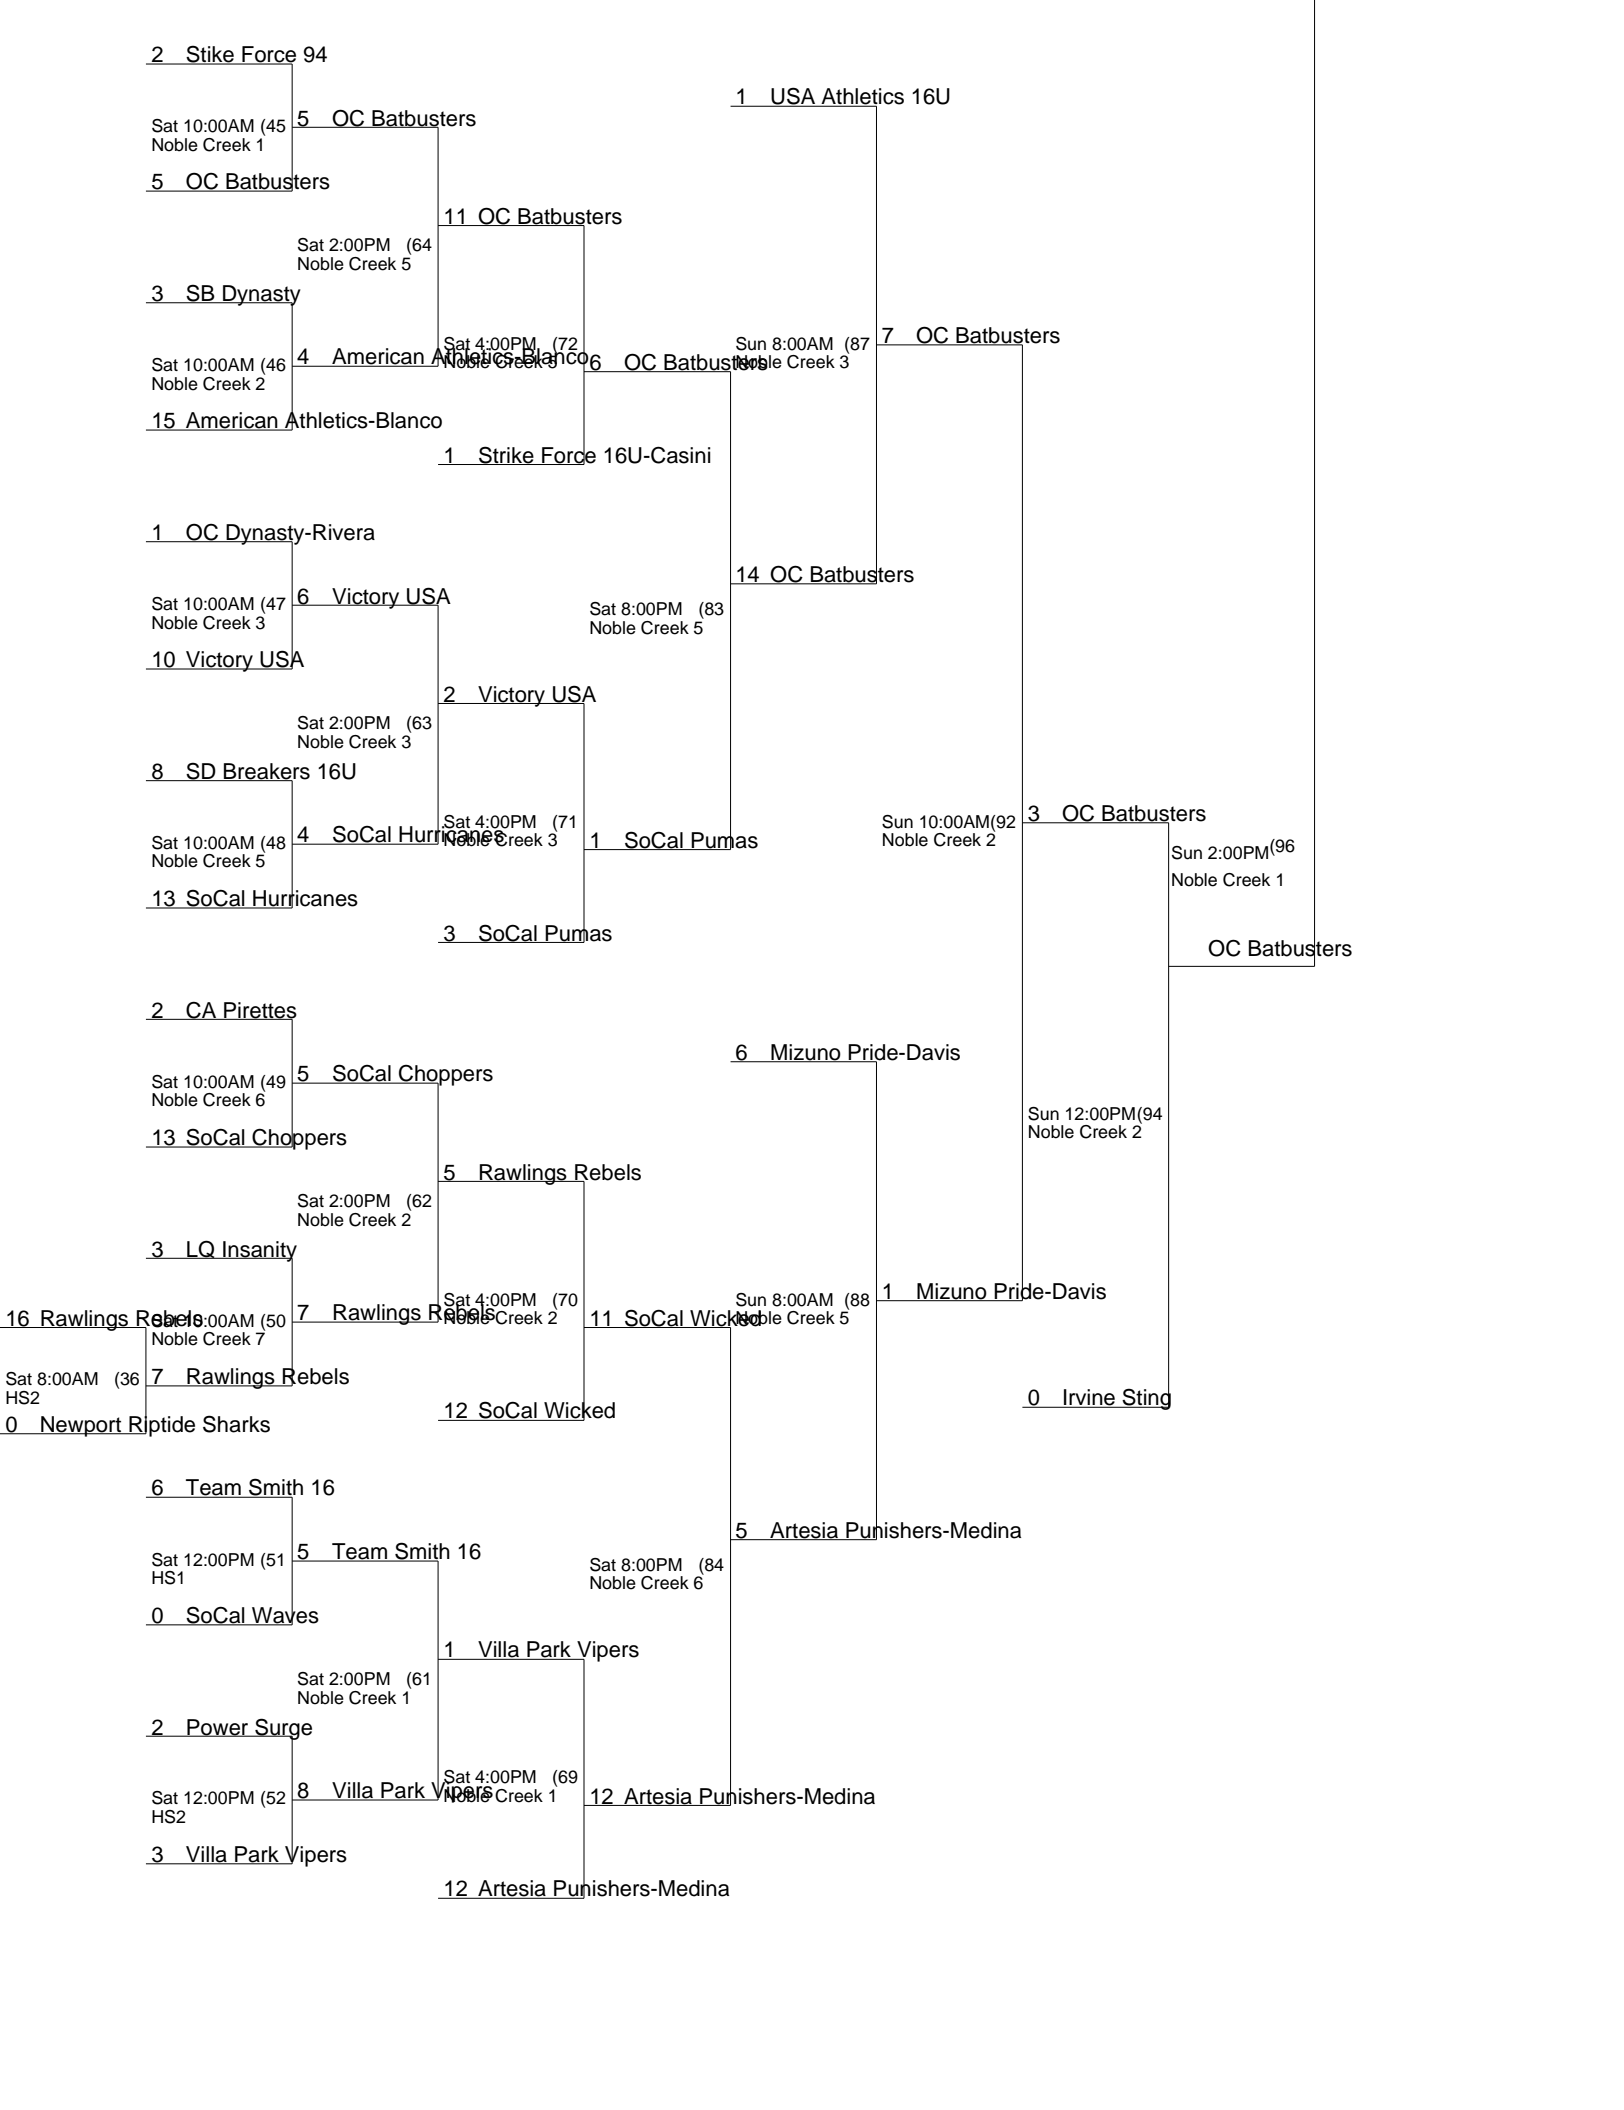 2 Stike Force 94
1 USA Athletics 16U
5 OC Batbusters
Sat 10:00AM (45
Noble Creek 1
5 OC Batbusters
11 OC Batbusters
Sat 2:00PM (64
Noble Creek 5
3 SB Dynasty
7 OC Batbusters
Sat 4:00PM (72
Noble Creek 5
Sun 8:00AM (87
Noble Creek 3
4 American Athletics-Blanco
6 OC Batbusters
Sat 10:00AM (46
Noble Creek 2
15 American Athletics-Blanco
1 Strike Force 16U-Casini
1 OC Dynasty-Rivera
14 OC Batbusters
6 Victory USA
Sat 10:00AM (47
Noble Creek 3
Sat 8:00PM (83
Noble Creek 5
10 Victory USA
2 Victory USA
Sat 2:00PM (63
Noble Creek 3
8 SD Breakers 16U
3 OC Batbusters
Sat 4:00PM (71
Noble Creek 3
Sun 10:00AM(92
Noble Creek 2
4 SoCal Hurricanes
1 SoCal Pumas
Sat 10:00AM (48
Noble Creek 5
Sun 2:00PM(96
Noble Creek 1
13 SoCal Hurricanes
3 SoCal Pumas
OC Batbusters
2 CA Pirettes
6 Mizuno Pride-Davis
5 SoCal Choppers
Sat 10:00AM (49
Noble Creek 6
Sun 12:00PM(94
Noble Creek 2
13 SoCal Choppers
5 Rawlings Rebels
Sat 2:00PM (62
Noble Creek 2
3 LQ Insanity
1 Mizuno Pride-Davis
Sat 4:00PM (70
Noble Creek 2
Sun 8:00AM (88
Noble Creek 5
16 Rawlings Rebels
7 Rawlings Rebels
11 SoCal Wicked
Sat 10:00AM (50
Noble Creek 7
Sat 8:00AM (36
HS2
7 Rawlings Rebels
0 Irvine Sting
12 SoCal Wicked
0 Newport Riptide Sharks
6 Team Smith 16
5 Artesia Punishers-Medina
5 Team Smith 16
Sat 12:00PM (51
HS1
Sat 8:00PM (84
Noble Creek 6
0 SoCal Waves
1 Villa Park Vipers
Sat 2:00PM (61
Noble Creek 1
2 Power Surge
Sat 4:00PM (69
Noble Creek 1
8 Villa Park Vipers
12 Artesia Punishers-Medina
Sat 12:00PM (52
HS2
3 Villa Park Vipers
12 Artesia Punishers-Medina